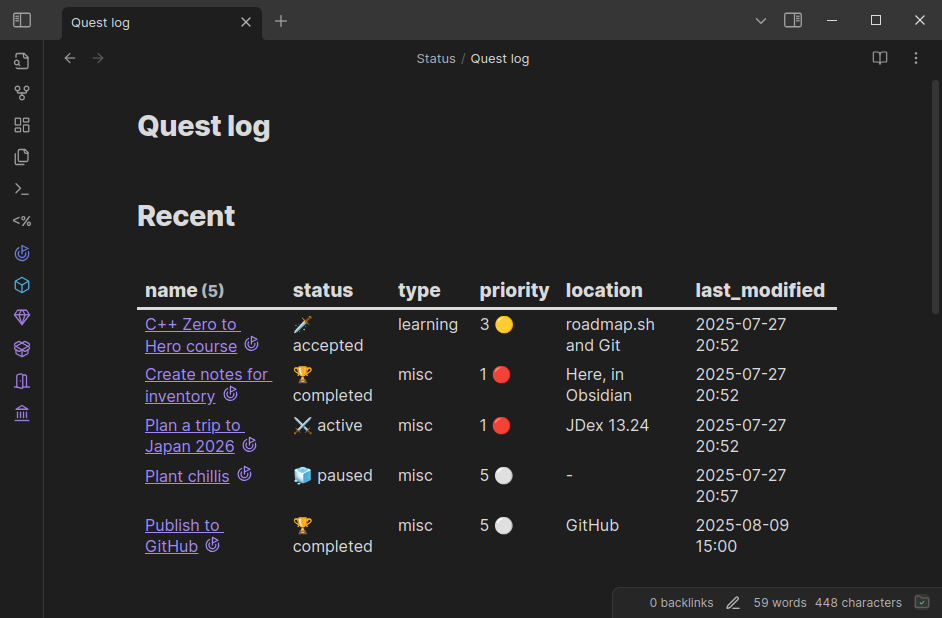 Quest log
Status / Quest log
<%
Quest log
Recent
name (5) status type priority location last_modified
C++ Zero to Hero course 🗡️ accepted learning 3 🟡 roadmap.sh and Git 2025-07-27 20:52
Create notes for inventory 🏆 completed misc 1 🔴 Here, in Obsidian 2025-07-27 20:52
Plan a trip to Japan 2026 ⚔️ active misc 1 🔴 JDex 13.24 2025-07-27 20:52
Plant chillis 🧊 paused misc 5 ⚪ - 2025-07-27 20:57
Publish to GitHub 🏆 completed misc 5 ⚪ GitHub 2025-08-09 15:00
0 backlinks 59 words 448 characters